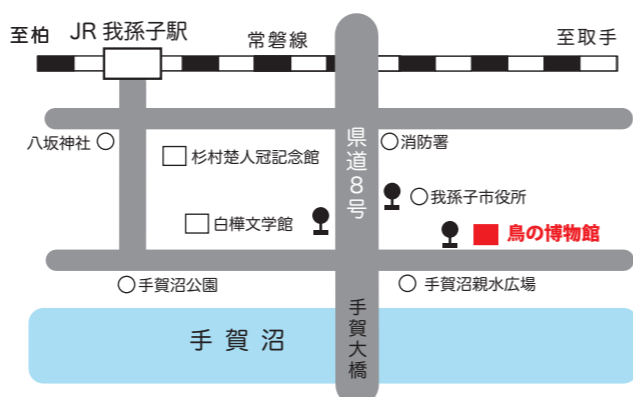 JR 我孫子駅
至柏
常磐線
至取手
八坂神社
杉村楚人冠記念館
県道8号
消防署
白樺文学館
我孫子市役所
鳥の博物館
手賀沼公園
手賀沼親水広場
手賀沼
手賀大橋